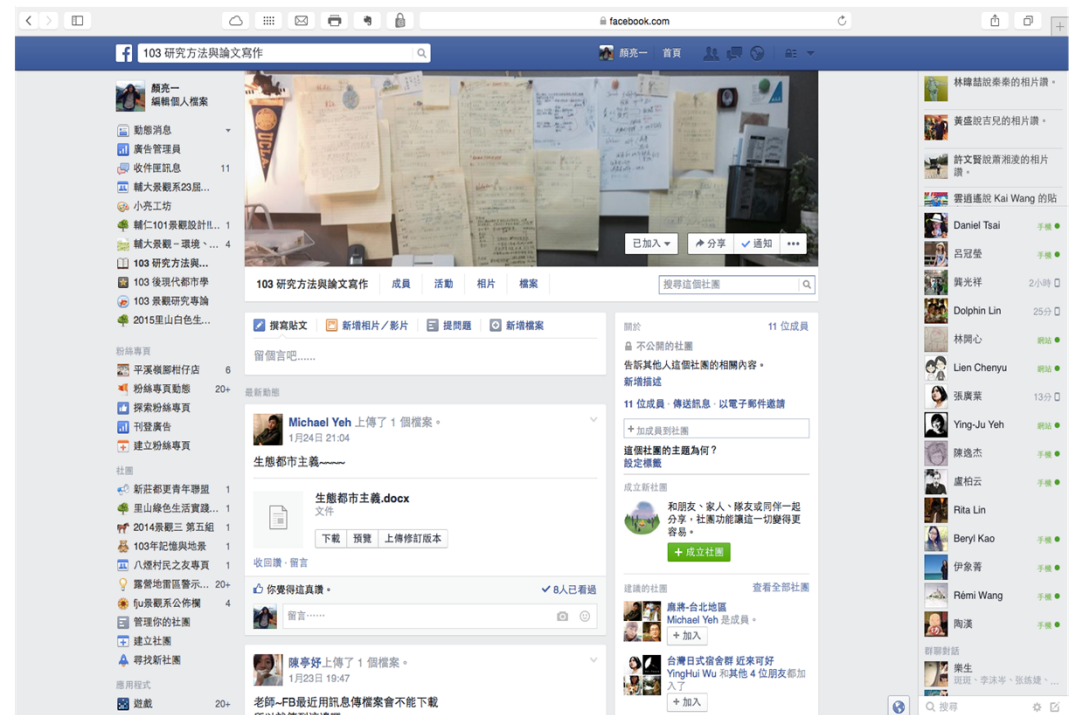 facebook.com
103 研究方法與論文寫作
顏亮一 首頁
顏亮一
編輯個人檔案
動態消息
廣告管理員
收件匣訊息 11
輔大景觀系23屆...
小亮工坊
輔仁101景觀設計!!... 1
輔大景觀－環境、... 4
103 研究方法與...
103 後現代都市學
103 景觀研究專論
2015里山白色生...
粉絲專頁
平溪嶺腳柑仔店 6
粉絲專頁動態 20+
探索粉絲專頁
刊登廣告
建立粉絲專頁
社團
新莊都更青年聯盟 1
里山綠色生活實踐... 1
2014景觀三 第五組 1
103年記憶與地景 1
八煙村民之友專頁 1
露營地雷區警示... 20+
fju景觀系公佈欄 4
管理你的社團
建立社團
尋找新社團
應用程式
遊戲 20+
UCLA
已加入 分享 通知 •••
103 研究方法與論文寫作 成員 活動 相片 檔案
搜尋這個社團
撰寫貼文 新增相片／影片 提問題 新增檔案
留個言吧......
最新動態
Michael Yeh 上傳了 1 個檔案。
1月24日 21:04
生態都市主義~~~~
生態都市主義.docx
文件
下載 預覽 上傳修訂版本
收回讚 · 留言
你覺得這真讚。 8人已看過
留言⋯⋯
陳亭妤上傳了 1 個檔案。
1月23日 19:47
老師~FB最近用訊息傳檔案會不能下載
關於 11 位成員
不公開的社團
告訴其他人這個社團的相關內容。
新增描述
11 位成員 · 傳送訊息 · 以電子郵件邀請
+ 加成員到社團
這個社團的主題為何？
設定標籤
成立新社團
和朋友、家人、隊友或同伴一起
分享，社團功能讓這一切變得更
容易。
+ 成立社團
建議的社團 查看全部社團
麻將-台北地區
Michael Yeh 是成員。
+ 加入
台灣日式宿舍群 近來可好
YingHui Wu 和其他 4 位朋友都加
入了
+ 加入
林暐喆說秦秦的相片讚。
黃盛說吉兒的相片讚。
許文賢說蕭湘淩的相片
讚。
雲逍遙說 Kai Wang 的貼
Daniel Tsai 手機
呂冠瑩 手機
龔光祥 2小時
Dolphin Lin 25分
林開心 網站
Lien Chenyu 網站
張廣葉 13分
Ying-Ju Yeh 網站
陳逸杰 手機
盧柏云 手機
Rita Lin
Beryl Kao 手機
伊象菁 手機
Rémi Wang 手機
陶漢 手機
群聊對話
樂生
搜尋